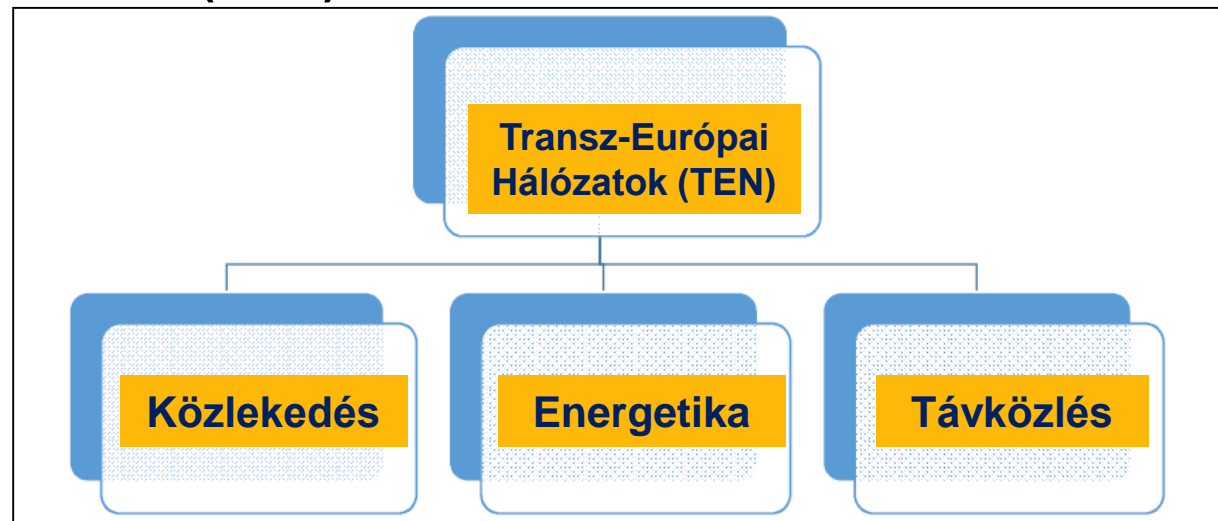 Transz-Európai
Hálózatok (TEN)
Közlekedés
Energetika
Távközlés